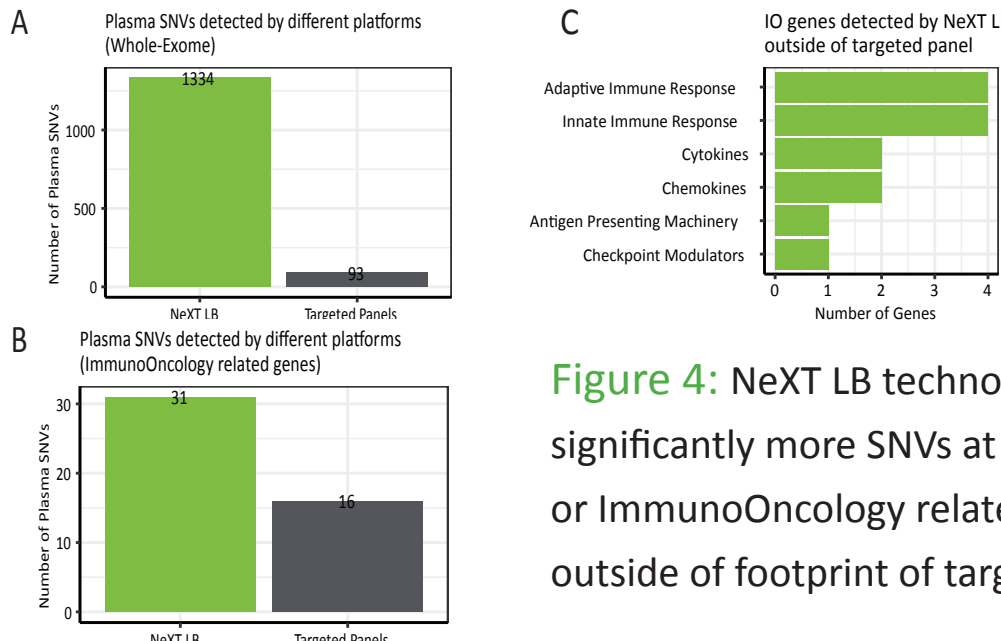 A
Plasma SNVs detected by different platforms
(Whole-Exome)
Number of Plasma SNVs
1000
500
0
1334
93
NeXT LB
Targeted Panels
B
Plasma SNVs detected by different platforms
(ImmunoOncology related genes)
Number of Plasma SNVs
30
20
10
0
31
16
NeXT LB
Targeted Panels
C
IO genes detected by NeXT L
outside of targeted panel
Adaptive Immune Response
Innate Immune Response
Cytokines
Chemokines
Antigen Presenting Machinery
Checkpoint Modulators
0 1 2 3 4
Number of Genes
Figure 4: NeXT LB techno
significantly more SNVs at
or ImmunoOncology relate
outside of footprint of targ